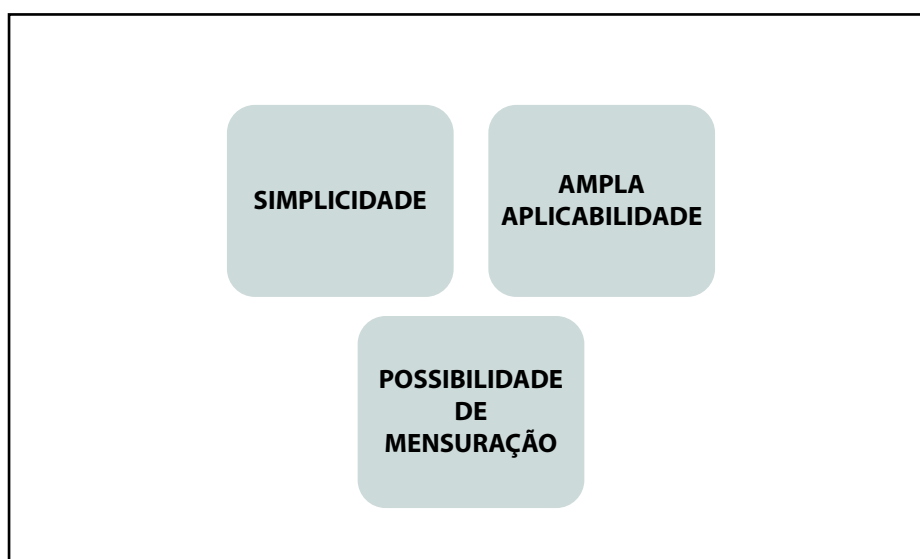 SIMPLICIDADE
AMPLA
APLICABILIDADE
POSSIBILIDADE
DE
MENSURAÇÃO